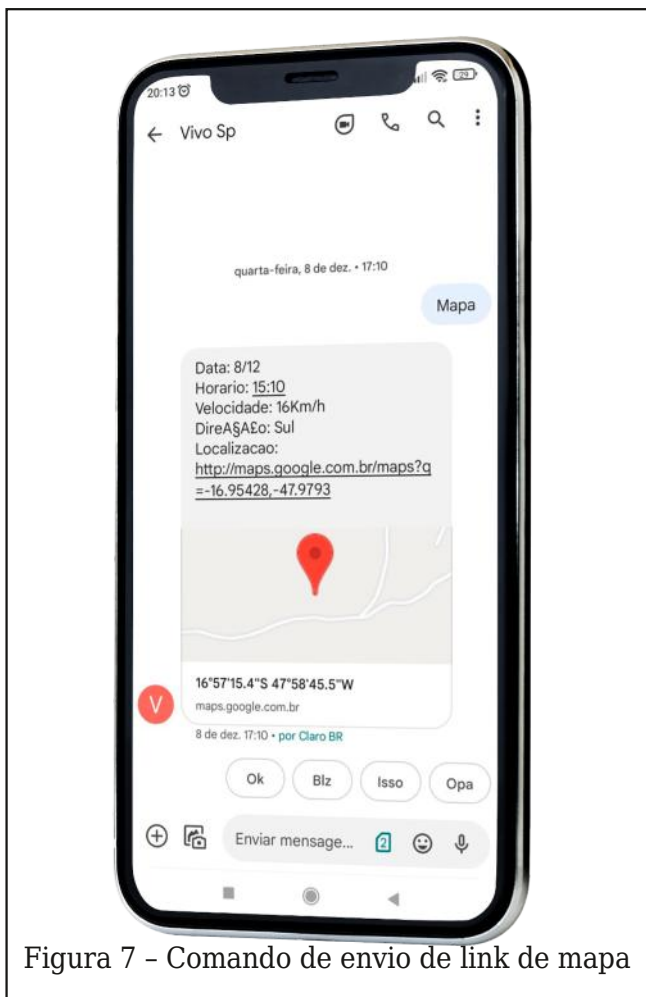 20:13
29
Vivo Sp
quarta-feira, 8 de dez. • 17:10
Mapa
Data: 8/12
Horario: 15:10
Velocidade: 16Km/h
DireA§A£o: Sul
Localizacao:
http://maps.google.com.br/maps?q
=-16.95428,-47.9793
16°57'15.4"S 47°58'45.5"W
maps.google.com.br
V
8 de dez. 17:10 • por Claro BR
Ok Blz Isso Opa
Enviar mensage... 2
Figura 7 – Comando de envio de link de mapa